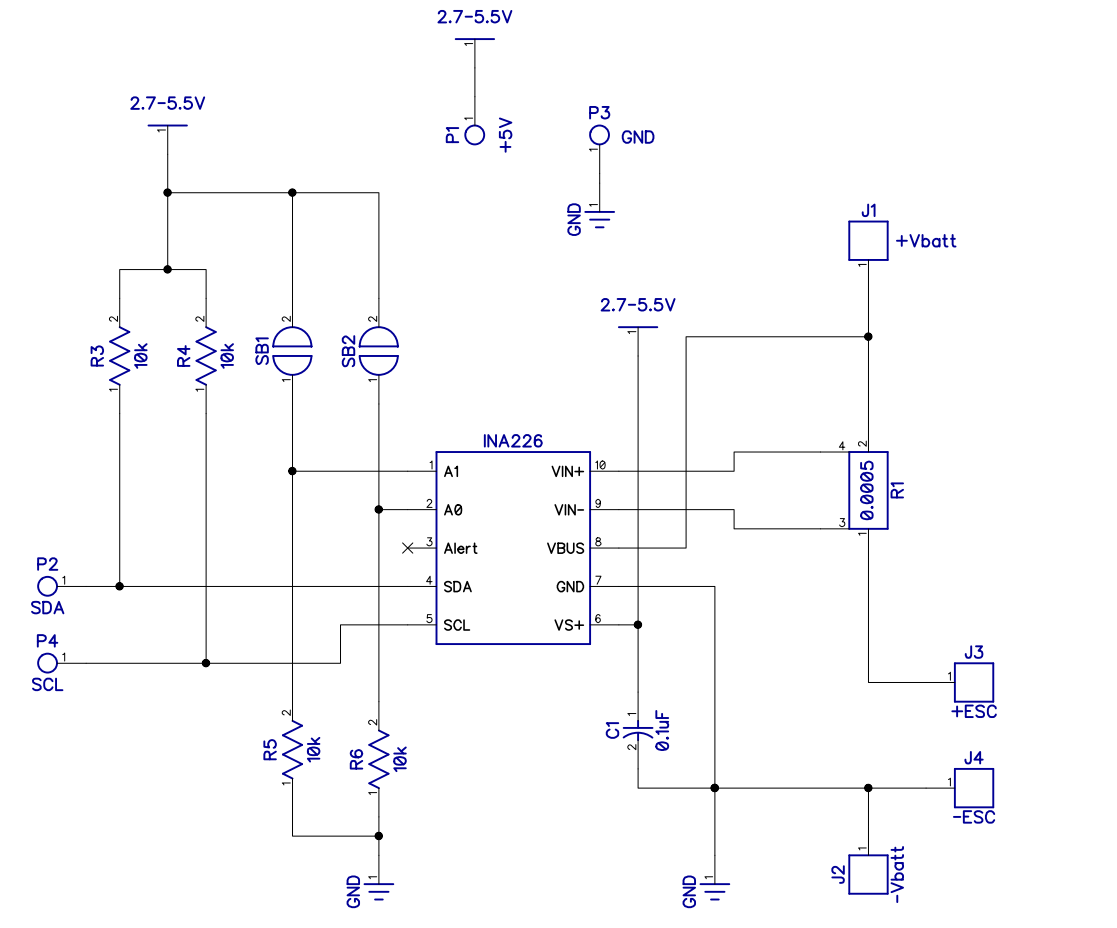 2.7-5.5V
1
1
P1
+5V
2.7-5.5V
1
P3
GND
1
1
GND
J1
+Vbatt
1
2.7-5.5V
1
2
R3
10k
1
2
R4
10k
1
2
SB1
1
2
SB2
1
INA226
1 A1
2 A0
3 Alert
4 SDA
5 SCL
VIN+ 10
VIN- 9
VBUS 8
GND 7
VS+ 6
4
2
0.0005
R1
3
1
P2
1
SDA
P4
1
SCL
J3
1
+ESC
2
R5
10k
1
2
R6
10k
1
1
C1
0.1uF
2
J4
1
-ESC
1
GND
1
GND
1
J2
-Vbatt